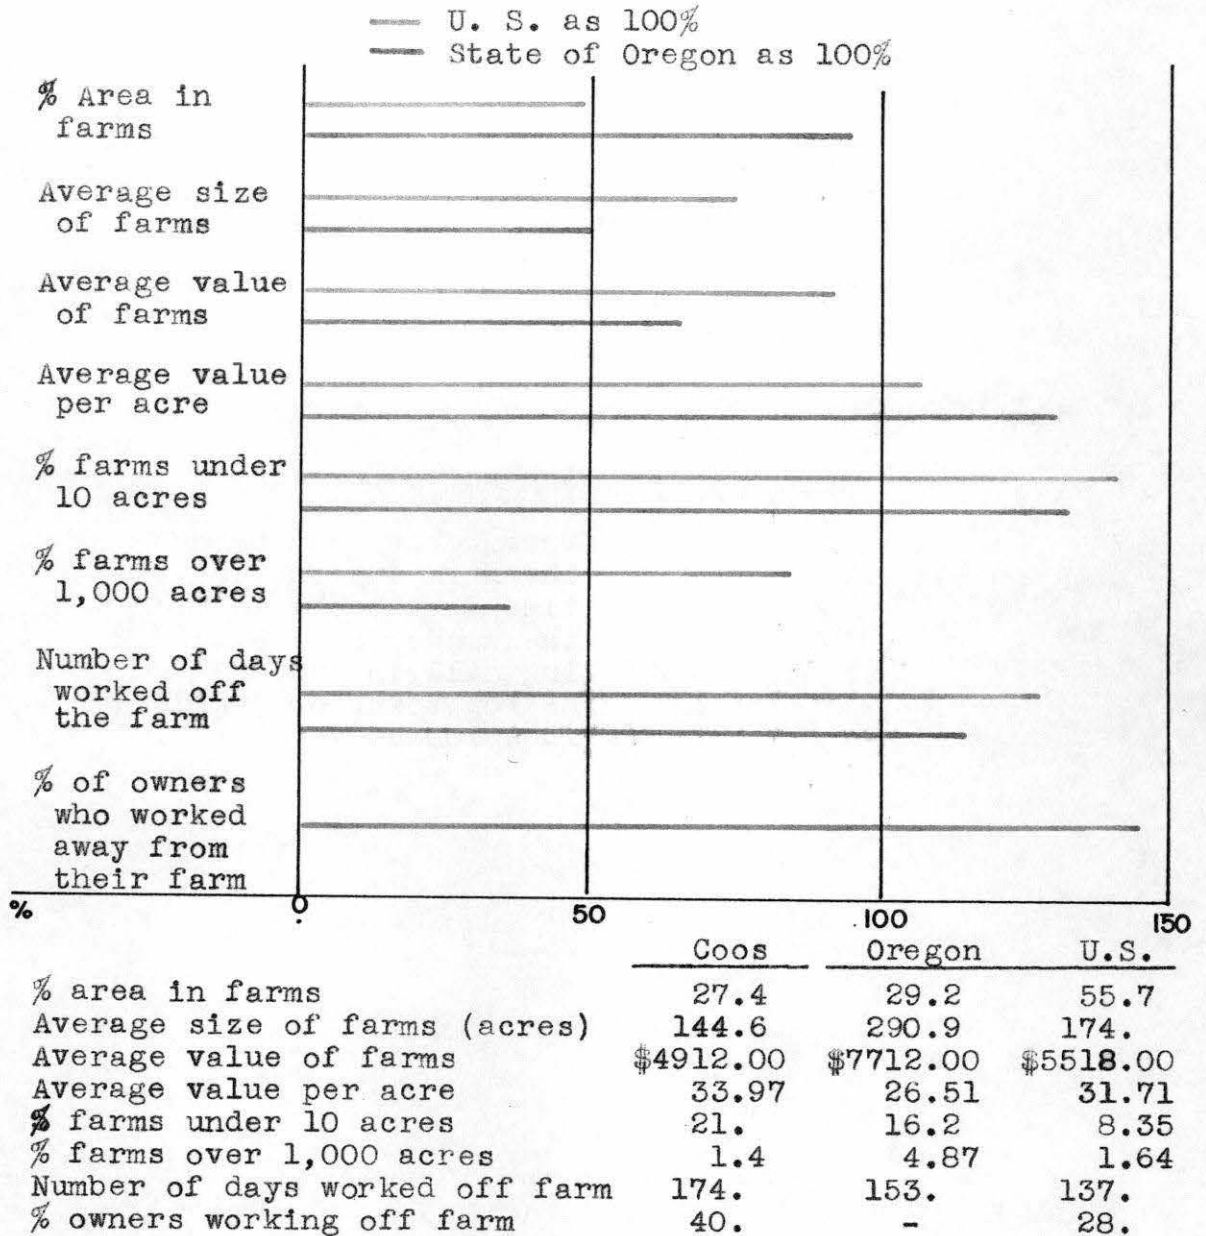 U. S. as 100%
State of Oregon as 100%
% Area in
farms
Average size
of farms
Average value
of farms
Average value
per acre
% farms under
10 acres
% farms over
1,000 acres
Number of days
worked off
the farm
% of owners
who worked
away from
their farm
% 0 50 100 150
Coos Oregon U.S.
% area in farms 27.4 29.2 55.7
Average size of farms (acres) 144.6 290.9 174.
Average value of farms $4912.00 $7712.00 $5518.00
Average value per acre 33.97 26.51 31.71
% farms under 10 acres 21. 16.2 8.35
% farms over 1,000 acres 1.4 4.87 1.64
Number of days worked off farm 174. 153. 137.
% owners working off farm 40. - 28.